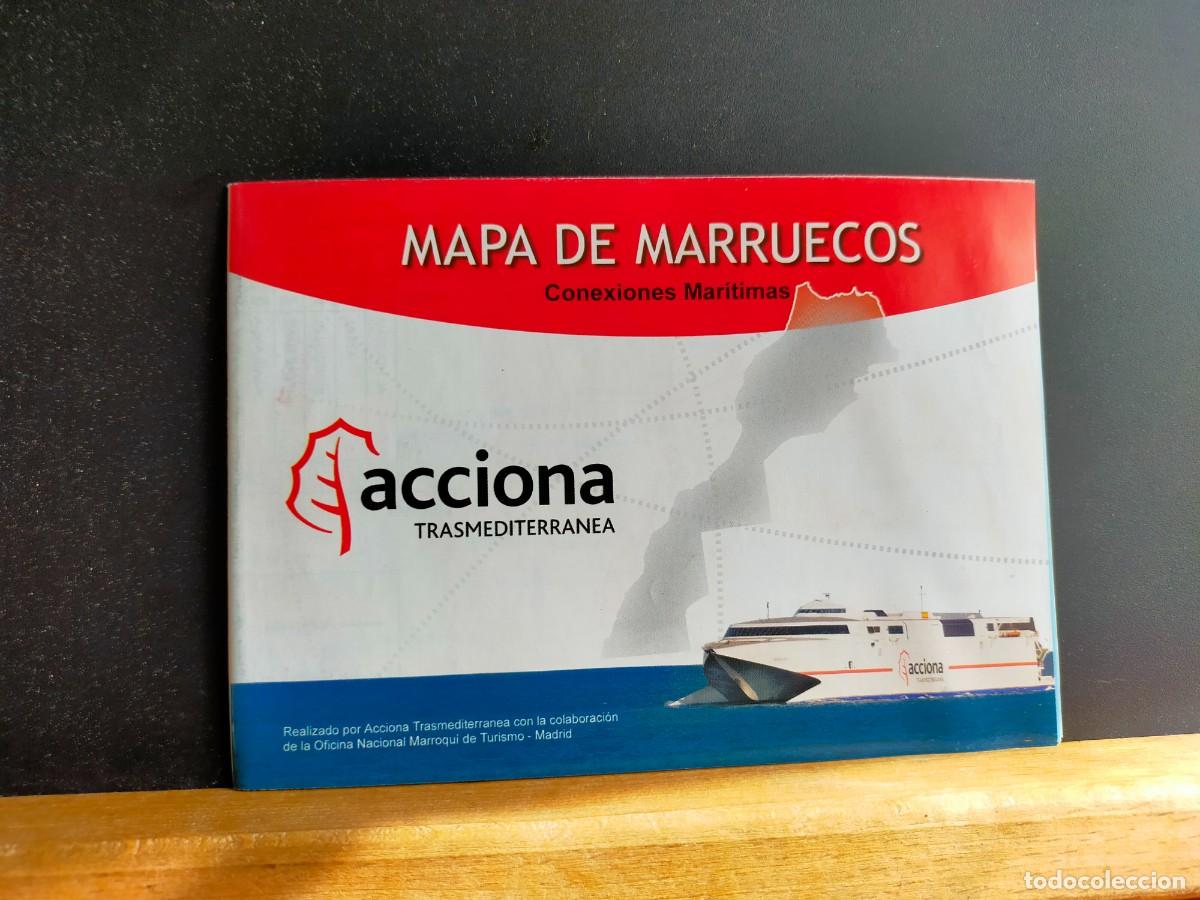 MAPA DE MARRUECOS
Conexiones Marítimas
acciona
TRASMEDITERRANEA
acciona
TRASMEDITERRANEA
Realizado por Acciona Trasmediterranea con la colaboración
de la Oficina Nacional Marroquí de Turismo - Madrid
todocoleccion